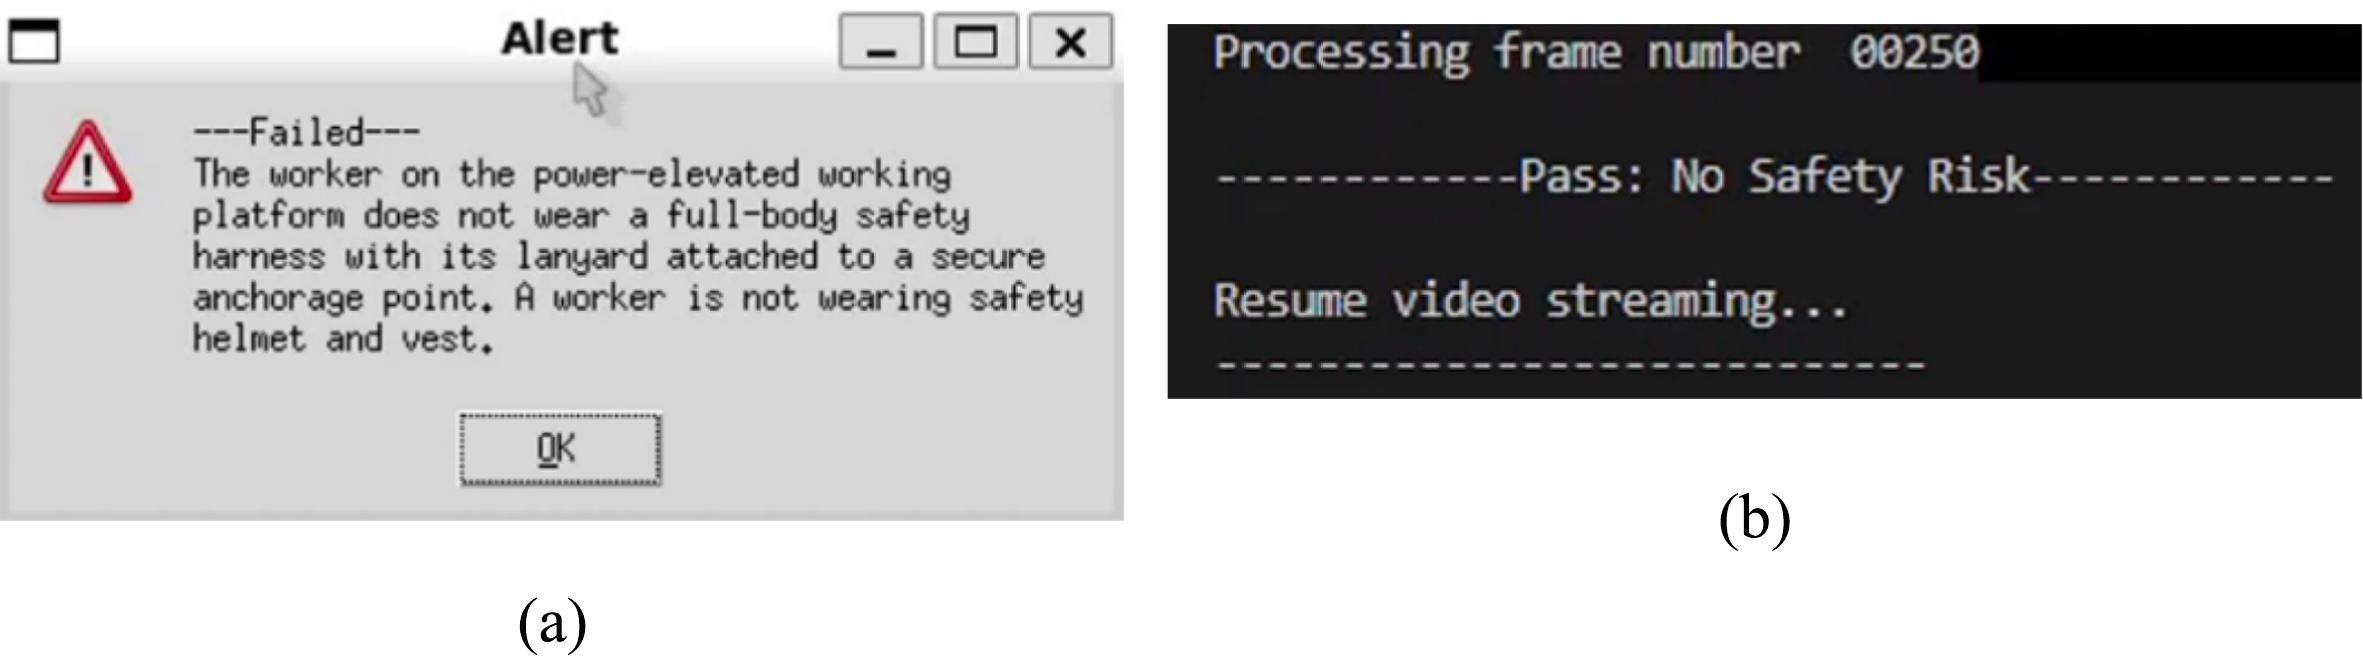 Alert
---Failed---
The worker on the power-elevated working
platform does not wear a full-body safety
harness with its lanyard attached to a secure
anchorage point. A worker is not wearing safety
helmet and vest.
OK
(a)
Processing frame number  00250
------------Pass: No Safety Risk------------
Resume video streaming...
----------------------------
(b)